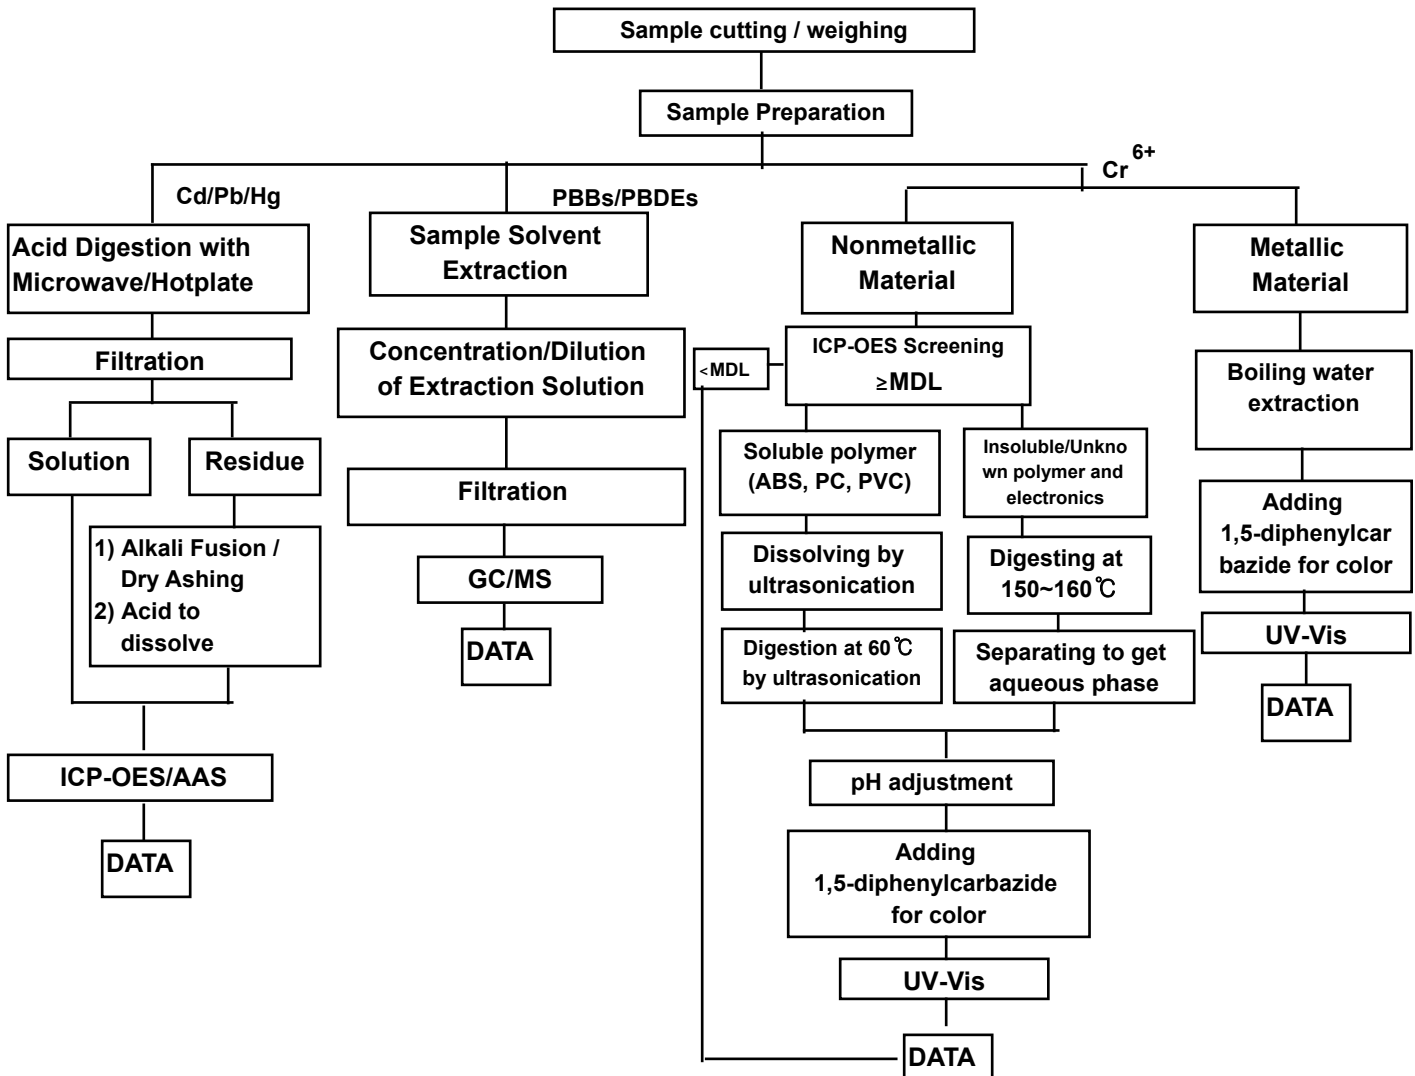 Sample cutting / weighing
Sample Preparation
Cd/Pb/Hg
PBBs/PBDEs
Cr 6+
Acid Digestion with
Microwave/Hotplate
Filtration
Solution
Residue
1) Alkali Fusion /
Dry Ashing
2) Acid to
dissolve
ICP-OES/AAS
DATA
Sample Solvent
Extraction
Concentration/Dilution
of Extraction Solution
Filtration
GC/MS
DATA
Nonmetallic
Material
ICP-OES Screening
≥MDL
<MDL
Soluble polymer
(ABS, PC, PVC)
Dissolving by
ultrasonication
Digestion at 60℃
by ultrasonication
Insoluble/Unkno
wn polymer and
electronics
Digesting at
150~160℃
Separating to get
aqueous phase
pH adjustment
Adding
1,5-diphenylcarbazide
for color
UV-Vis
DATA
Metallic
Material
Boiling water
extraction
Adding
1,5-diphenylcar
bazide for color
UV-Vis
DATA